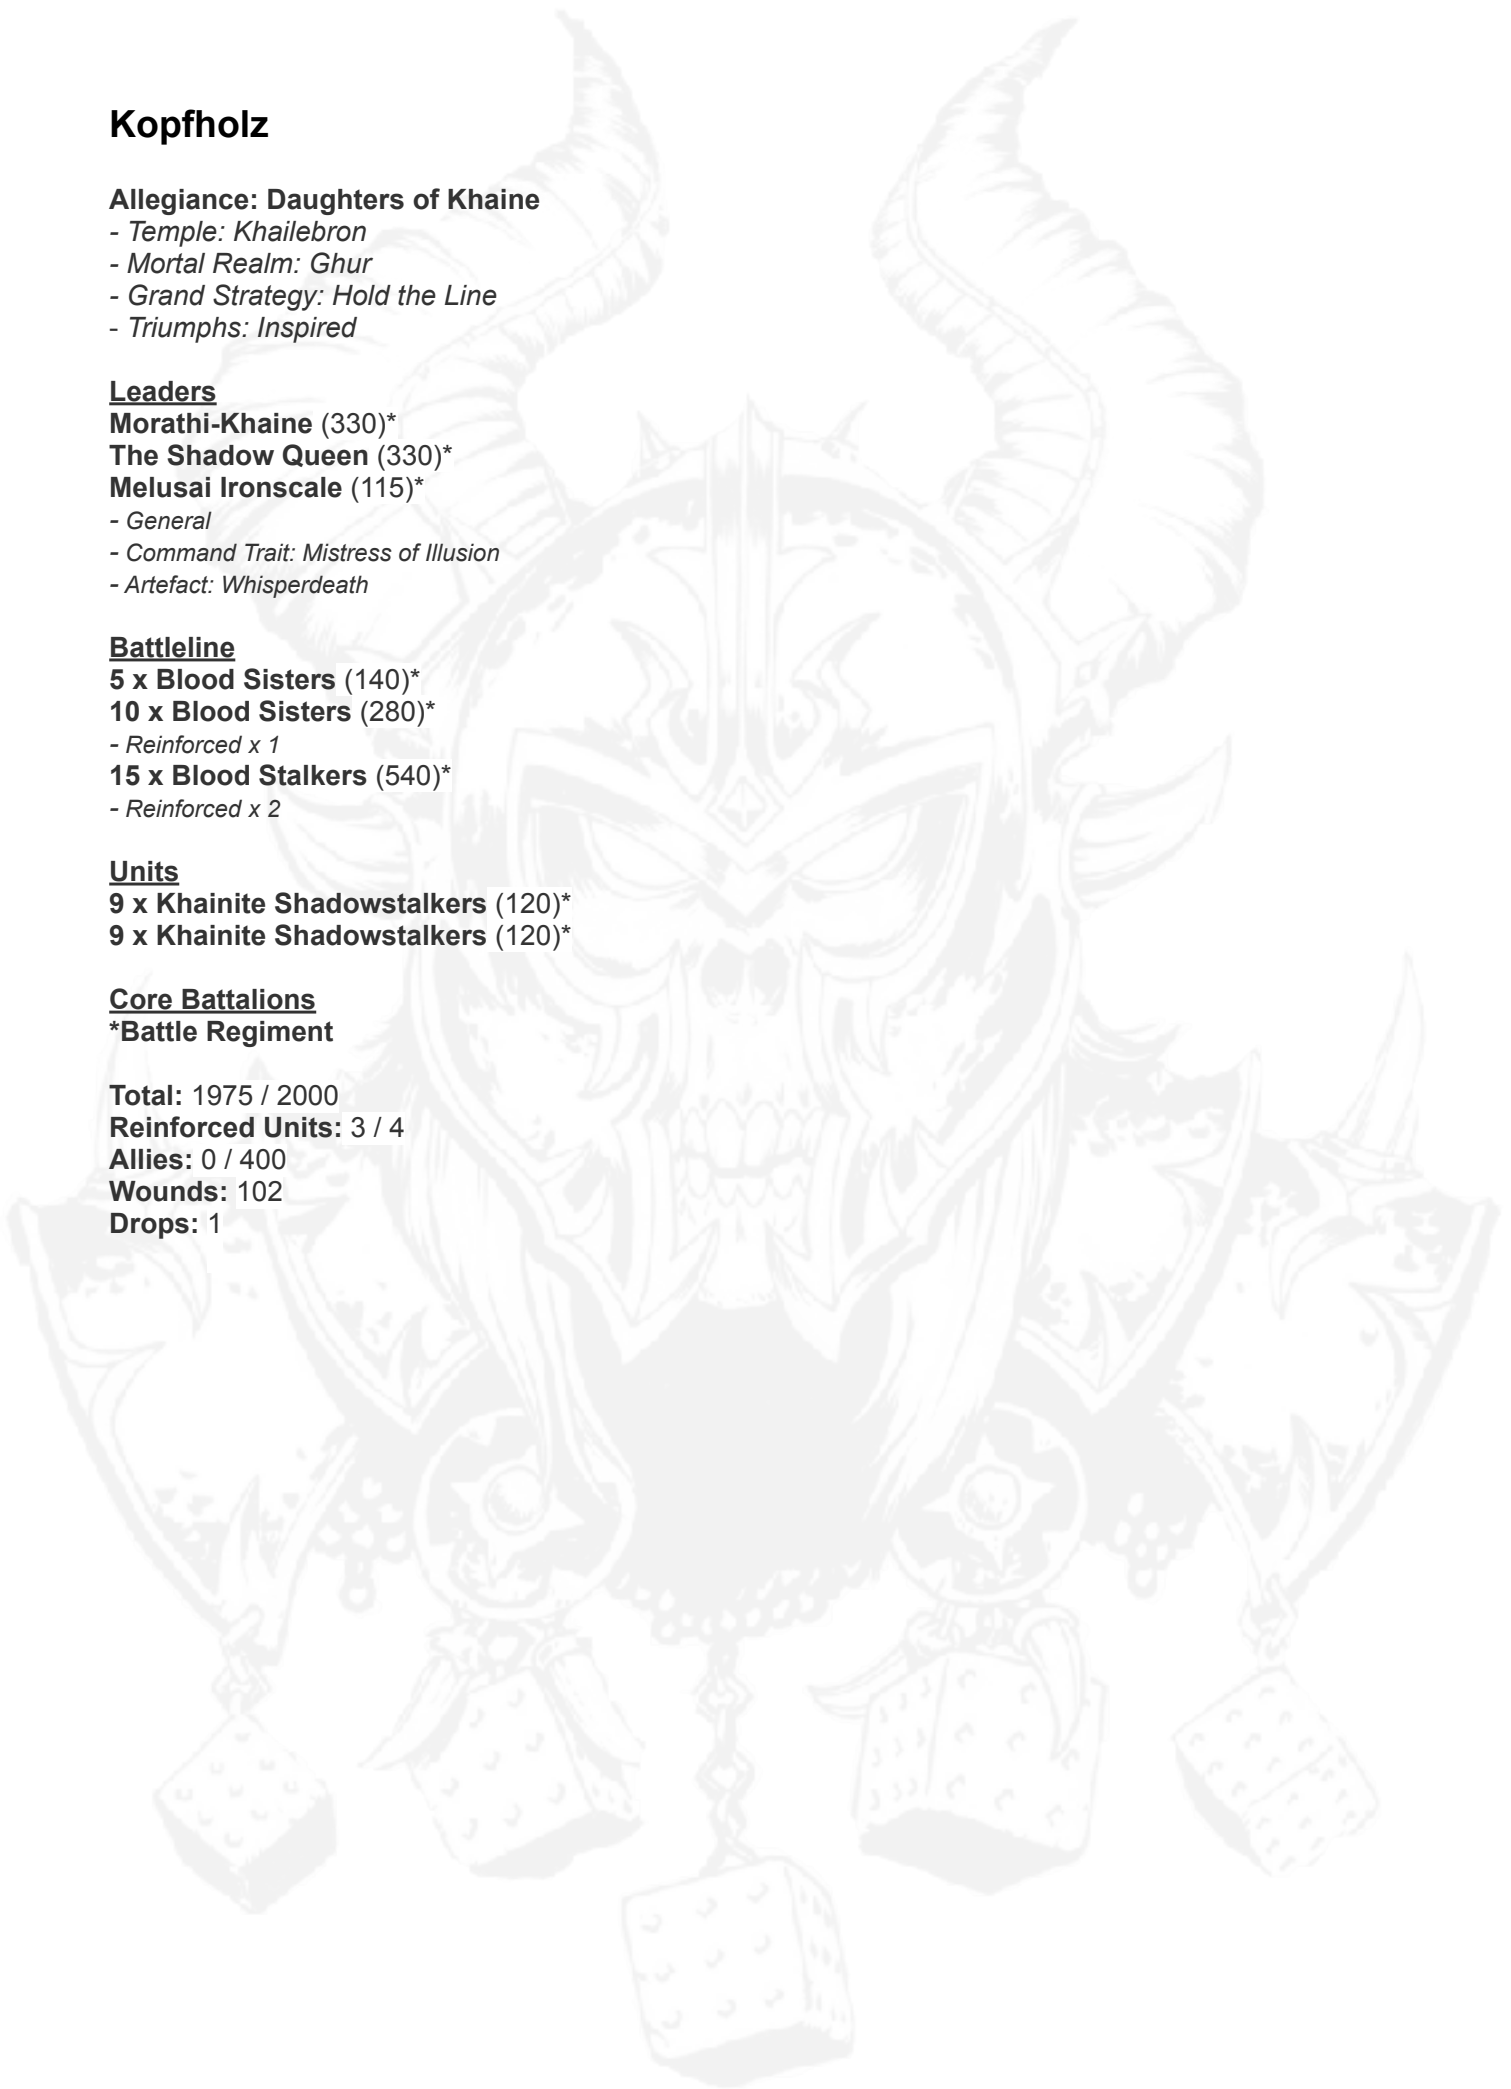 Kopfholz
Allegiance: Daughters of Khaine
- Temple: Khailebron
- Mortal Realm: Ghur
- Grand Strategy: Hold the Line
- Triumphs: Inspired
Leaders
Morathi-Khaine (330)*
The Shadow Queen (330)*
Melusai Ironscale (115)*
- General
- Command Trait: Mistress of Illusion
- Artefact: Whisperdeath
Battleline
5 x Blood Sisters (140)*
10 x Blood Sisters (280)*
- Reinforced x 1
15 x Blood Stalkers (540)*
- Reinforced x 2
Units
9 x Khainite Shadowstalkers (120)*
9 x Khainite Shadowstalkers (120)*
Core Battalions
*Battle Regiment
Total: 1975 / 2000
Reinforced Units: 3 / 4
Allies: 0 / 400
Wounds: 102
Drops: 1